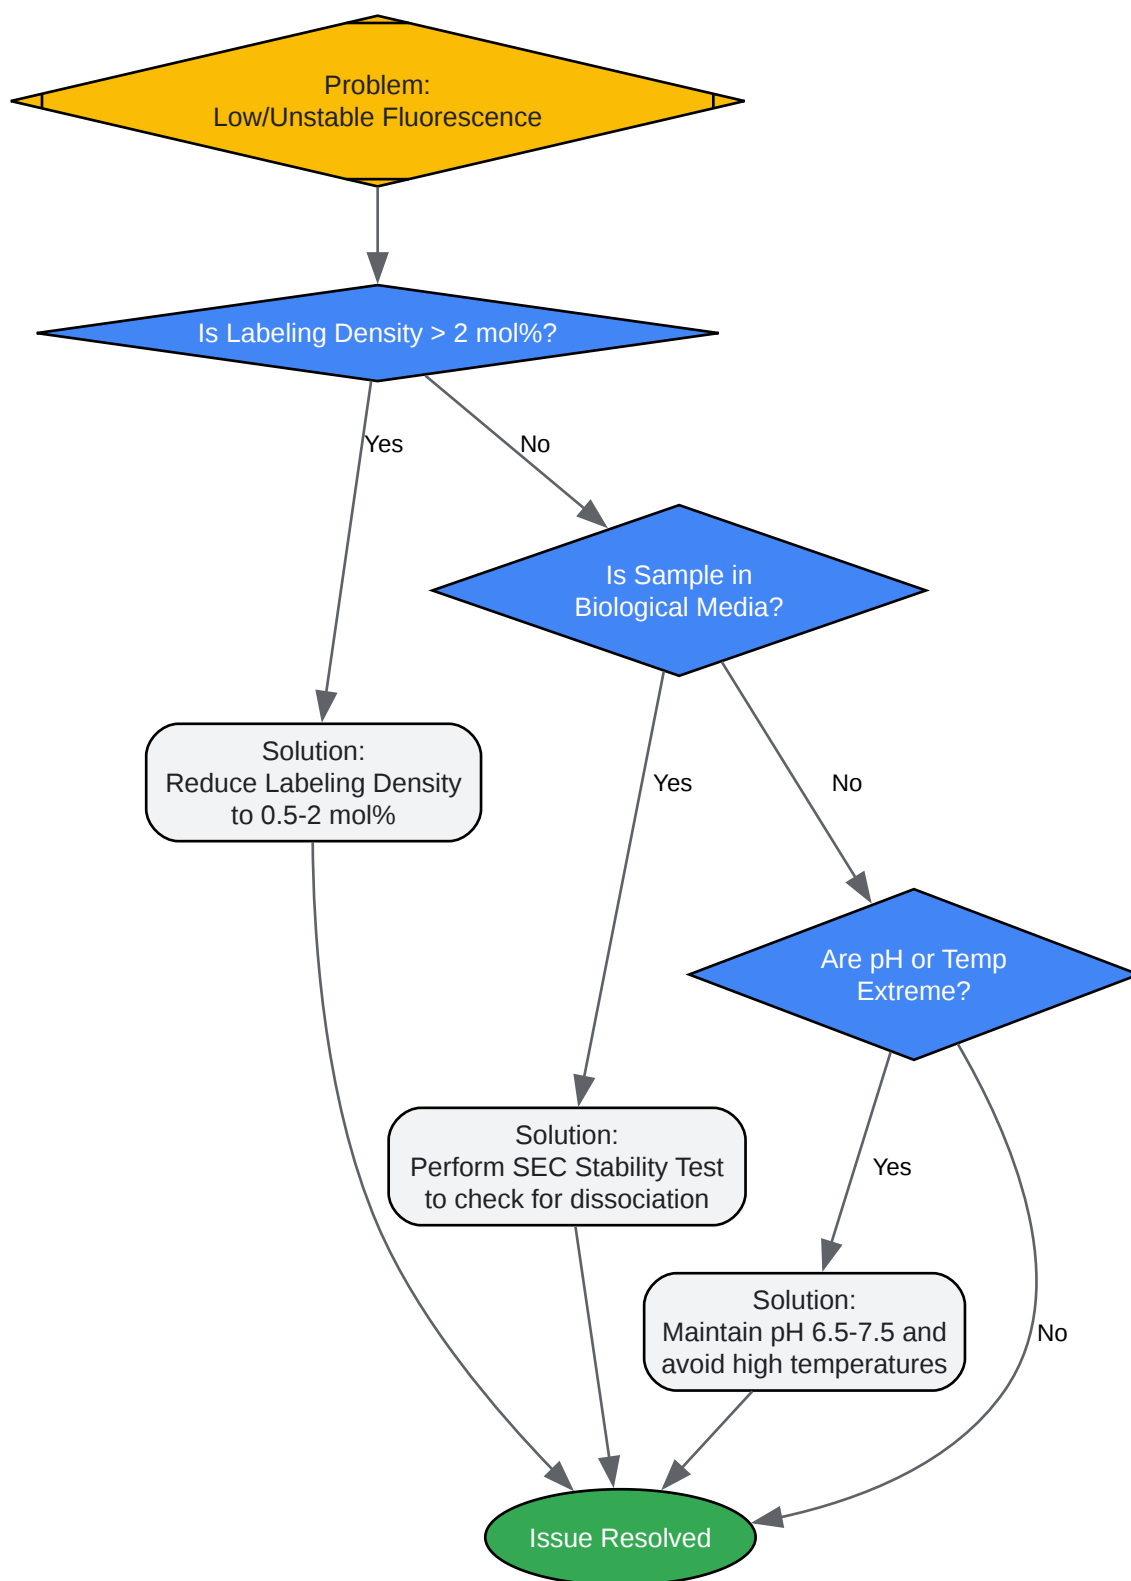 Problem:
Low/Unstable Fluorescence
Is Labeling Density > 2 mol%?
Yes
No
Is Sample in
Biological Media?
Solution:
Reduce Labeling Density
to 0.5-2 mol%
Yes
No
Are pH or Temp
Extreme?
Solution:
Perform SEC Stability Test
to check for dissociation
Yes
Solution:
Maintain pH 6.5-7.5 and
avoid high temperatures
No
Issue Resolved